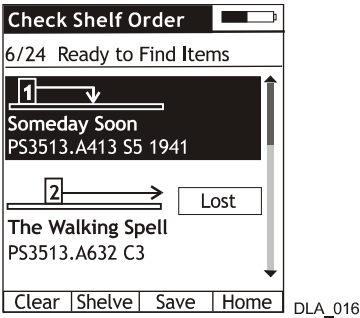 Check Shelf Order
6/24 Ready to Find Items
1
Someday Soon
PS3513.A413 S5 1941
2
Lost
The Walking Spell
PS3513.A632 C3
Clear Shelve Save Home
DLA_016